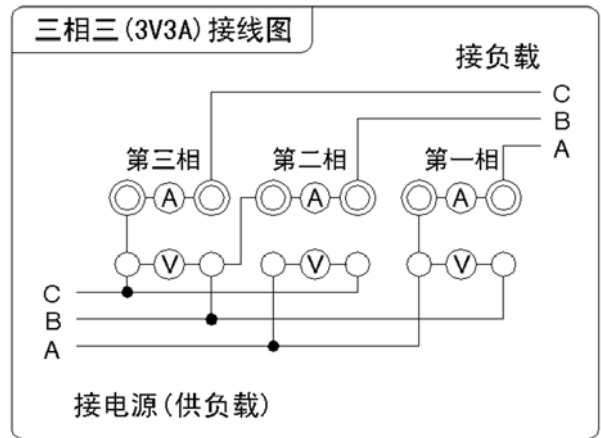 三相三(3V3A)接线图
接负载
C
B
A
第三相 第二相 第一相
A A A
V V V
C
B
A
接电源(供负载)